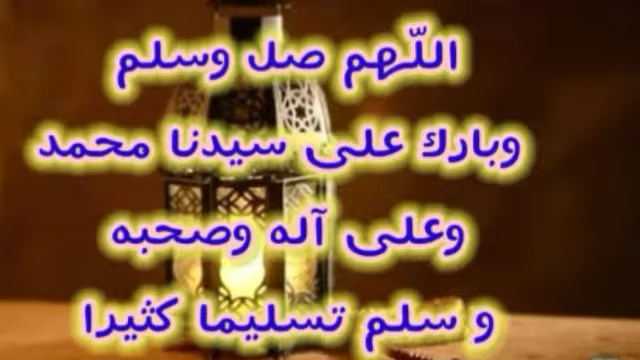 اللّهم صل وسلم
وبارك على سيدنا محمد
وعلى آله وصحبه
و سلم تسليما كثيرا